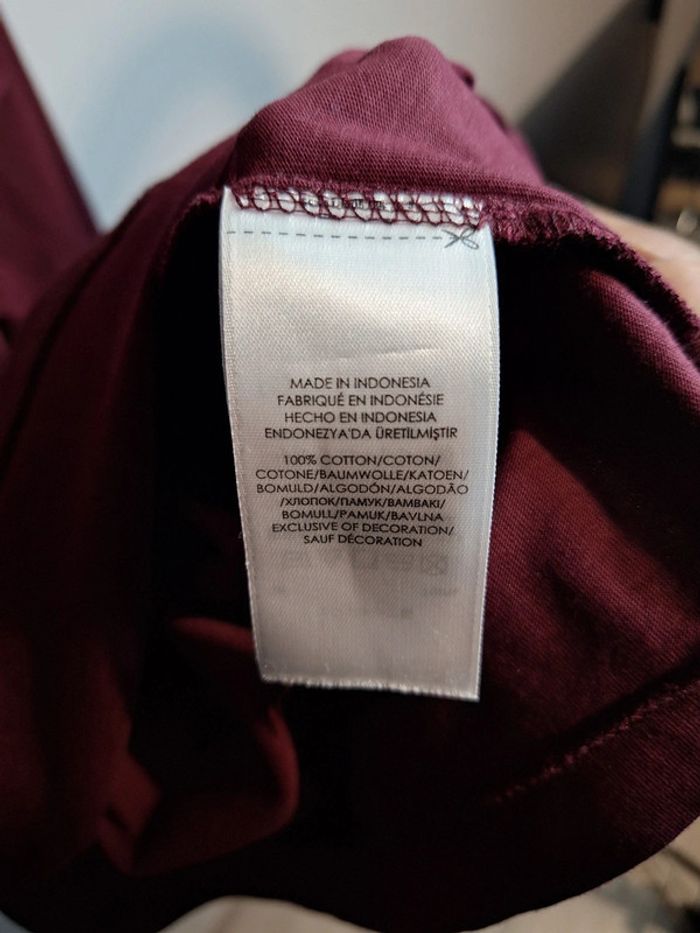 MADE IN INDONESIA
FABRIQUÉ EN INDONÉSIE
HECHO EN INDONESIA
ENDONEZYA'DA ÜRETİLMİŞTİR
100% COTTON/COTON/
COTONE/BAUMWOLLE/KATOEN/
BOMULD/ALGODÓN/ALGODÃO
/ХЛОПОК/ПАМУК/BAMBAKI/
BOMULL/PAMUK/BAVLNA
EXCLUSIVE OF DECORATION/
SAUF DÉCORATION